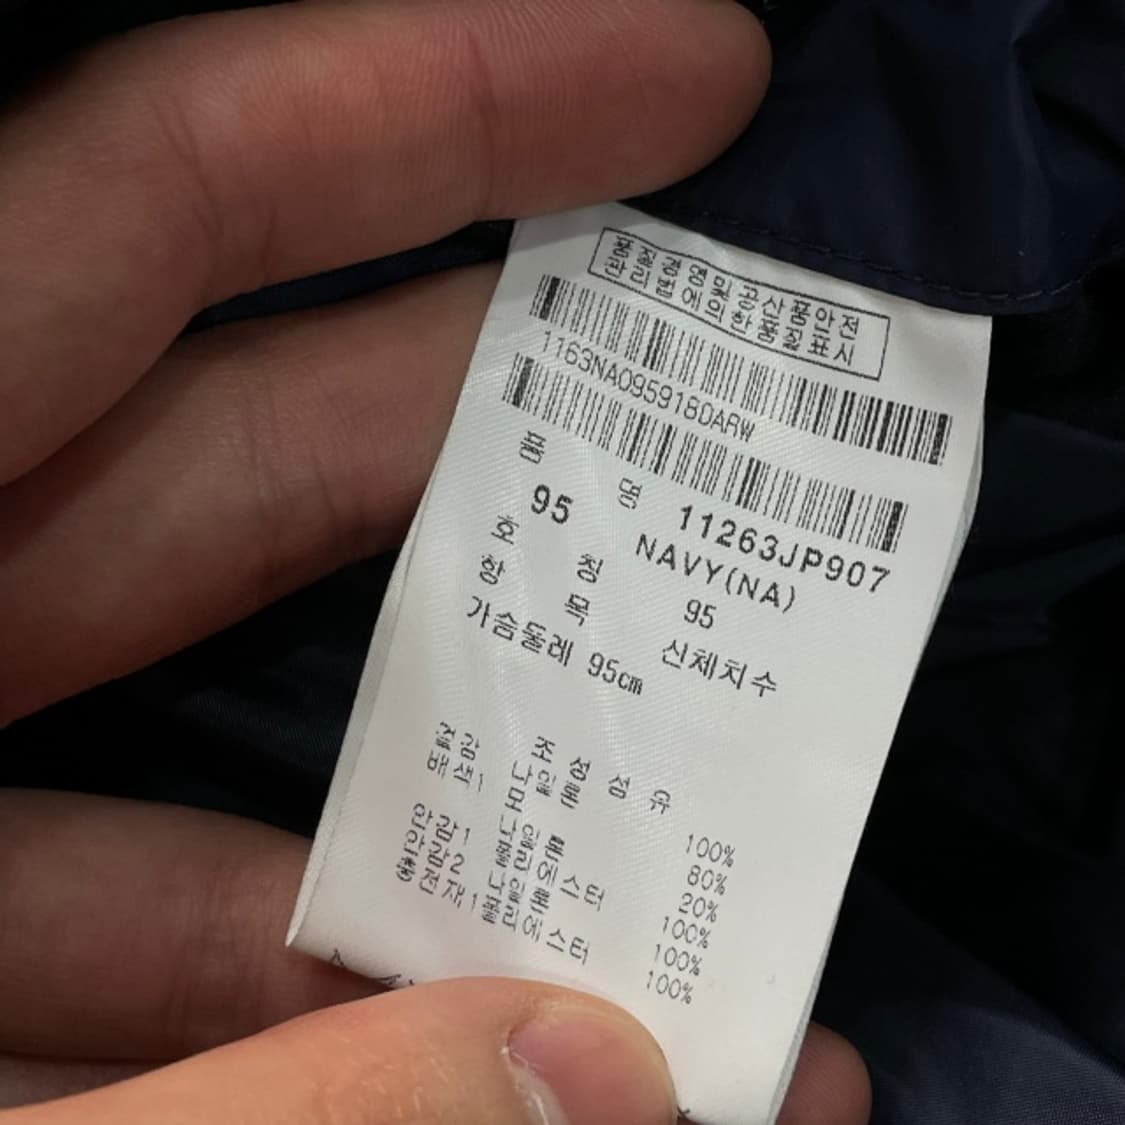 품질경영및공산품안전
관리법에의한품질표시
1163NA095918DARW
품 명 11263JP907
95 NAVY(NA)
호 칭 95
항 목 신체치수
가슴둘레 95cm
조 성 섬 유
겉감 나일론 100%
배색1 모 80%
나일론 20%
안감1 폴리에스터 100%
안감2 나일론 100%
충전재1 폴리에스터 100%